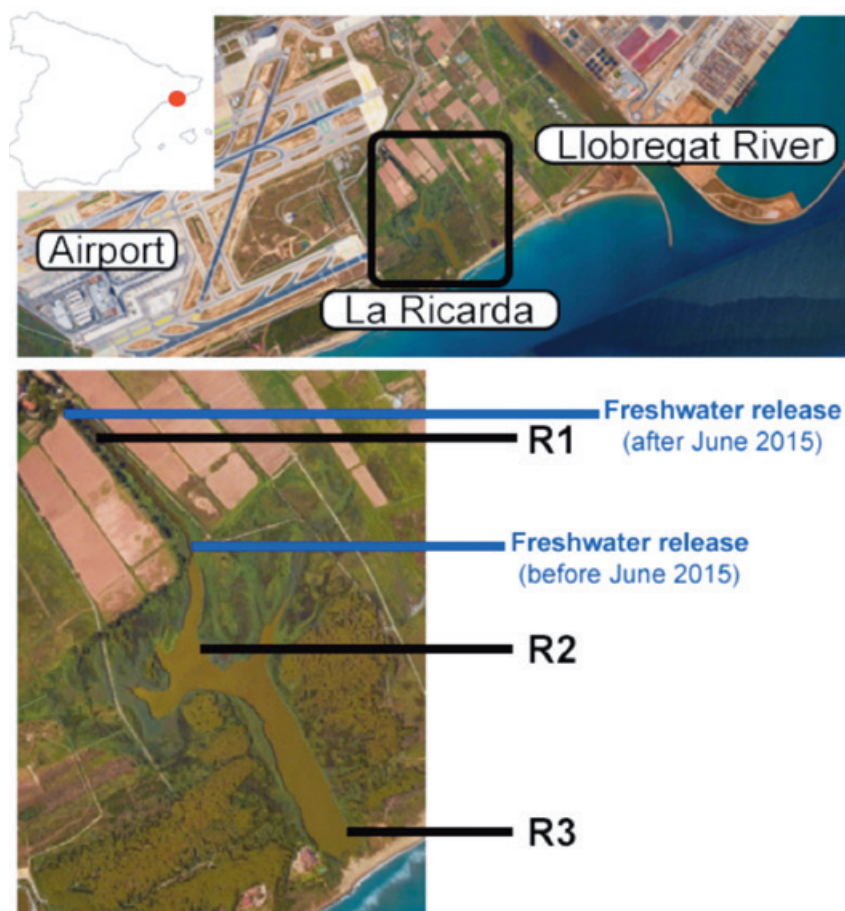 Llobregat River
Airport
La Ricarda
Freshwater release
(after June 2015)
R1
Freshwater release
(before June 2015)
R2
R3